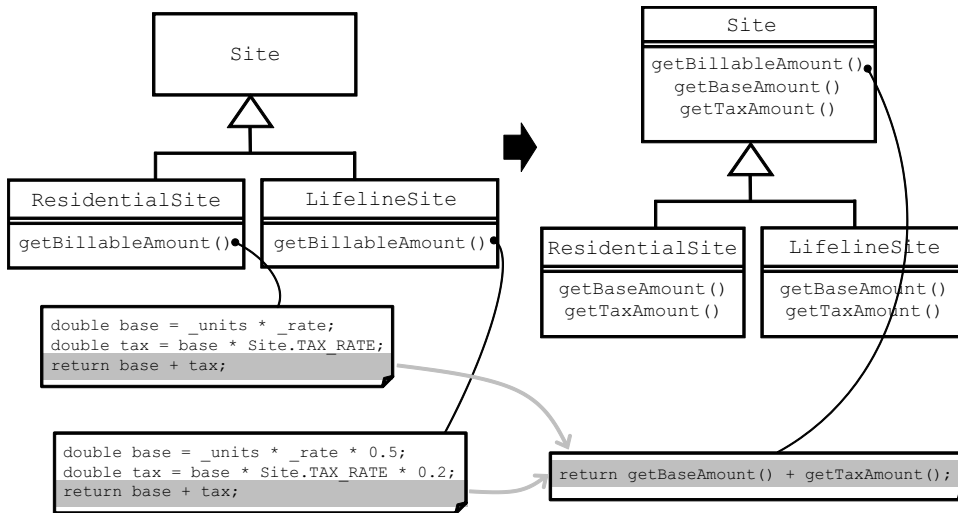 Site
ResidentialSite
getBillableAmount()
LifelineSite
getBillableAmount()
double base = _units * _rate;
double tax = base * Site.TAX_RATE;
return base + tax;
double base = _units * _rate * 0.5;
double tax = base * Site.TAX_RATE * 0.2;
return base + tax;
Site
getBillableAmount()
getBaseAmount()
getTaxAmount()
ResidentialSite
getBaseAmount()
getTaxAmount()
LifelineSite
getBaseAmount()
getTaxAmount()
return getBaseAmount() + getTaxAmount();